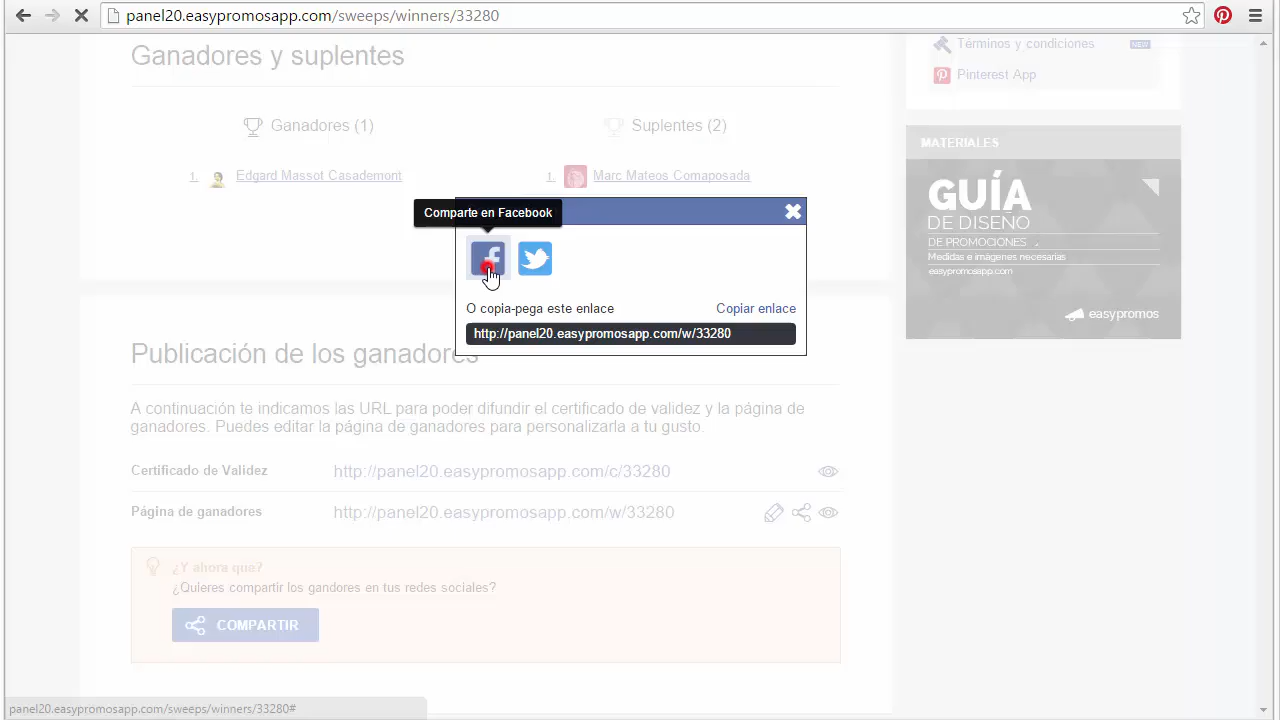 panel20.easypromosapp.com/sweeps/winners/33280
Ganadores y suplentes
Ganadores (1)
Suplentes (2)
1. Edgard Massot Casademont
1. Marc Mateos Comaposada
Términos y condiciones NEW
Pinterest App
MATERIALES
GUÍA
DE DISEÑO
DE PROMOCIONES
Medidas e imágenes necesarias
easypromosapp.com
easypromos
Comparte en Facebook
O copia-pega este enlace
Copiar enlace
http://panel20.easypromosapp.com/w/33280
Publicación de los ganadores
A continuación te indicamos las URL para poder difundir el certificado de validez y la página de
ganadores. Puedes editar la página de ganadores para personalizarla a tu gusto.
Certificado de Validez http://panel20.easypromosapp.com/c/33280
Página de ganadores http://panel20.easypromosapp.com/w/33280
¿Y ahora que?
¿Quieres compartir los gandores en tus redes sociales?
COMPARTIR
panel20.easypromosapp.com/sweeps/winners/33280#